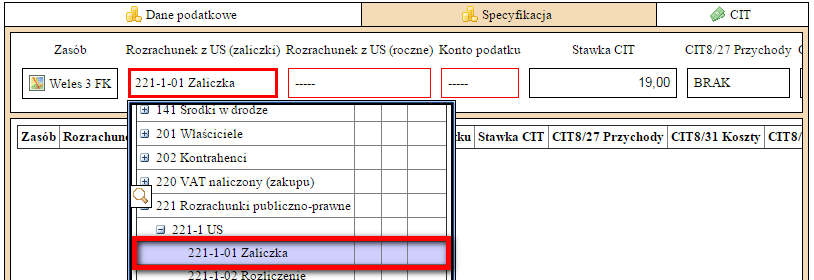 Dane podatkowe Specyfikacja CIT
Zasób Rozrachunek z US (zaliczki) Rozrachunek z US (roczne) Konto podatku Stawka CIT CIT8/27 Przychody
Weles 3 FK 221-1-01 Zaliczka ----- ----- 19,00 BRAK
141 Środki w drodze
Zasób Rozrachun ku Stawka CIT CIT8/27 Przychody CIT8/31 Koszty CIT8/
201 Właściciele
202 Kontrahenci
220 VAT naliczony (zakupu)
221 Rozrachunki publiczno-prawne
221-1 US
221-1-01 Zaliczka
221-1-02 Rozliczenie